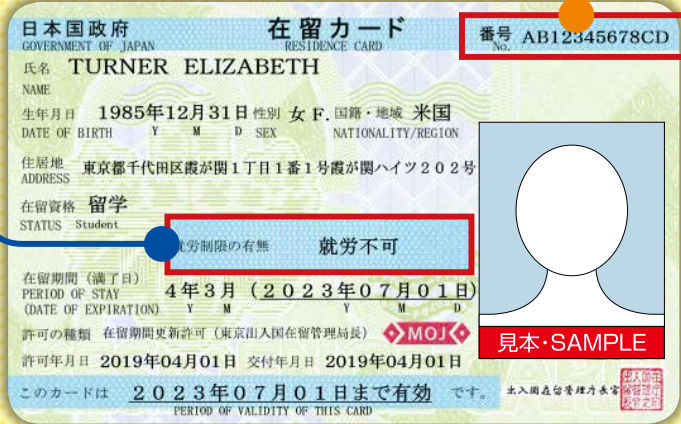 日本国政府 在留カード 番号 AB12345678CD
GOVERNMENT OF JAPAN RESIDENCE CARD No.
氏名 TURNER ELIZABETH
NAME
生年月日 1985年12月31日 性別 女 F. 国籍・地域 米国
DATE OF BIRTH Y M D SEX NATIONALITY/REGION
住居地 東京都千代田区霞が関1丁目1番1号霞が関ハイツ202号
ADDRESS
在留資格 留学
STATUS Student
就労制限の有無 就労不可
在留期間(満了日)
PERIOD OF STAY 4年3月(2023年07月01日)
(DATE OF EXPIRATION) Y M Y M D
許可の種類 在留期間更新許可(東京出入国在留管理局長) MOJ
見本・SAMPLE
許可年月日 2019年04月01日 交付年月日 2019年04月01日
このカードは 2023年07月01日まで有効 です。 出入国在留管理庁長官
PERIOD OF VALIDITY OF THIS CARD